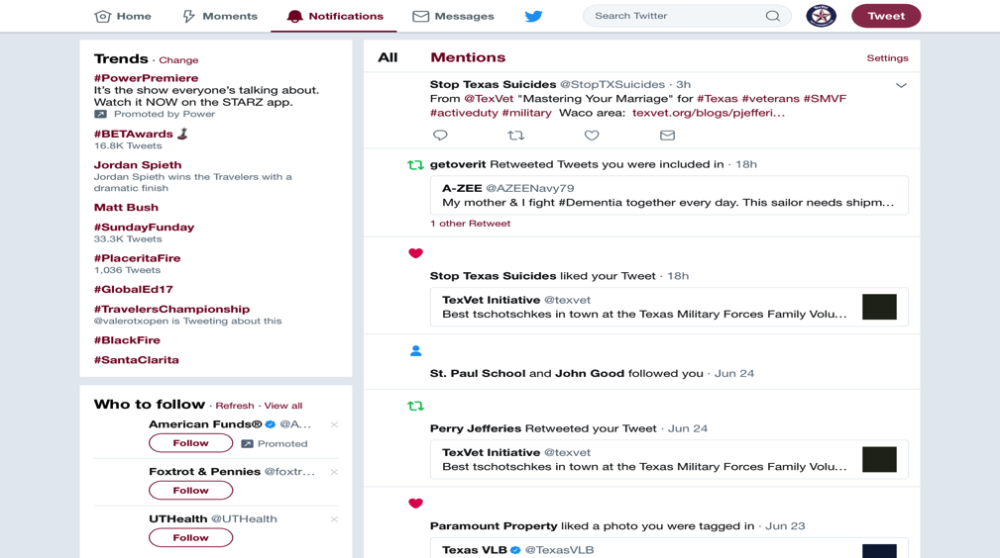 Home
Moments
Notifications
Messages
Search Twitter
Tweet
Trends · Change
#PowerPremiere
It's the show everyone's talking about.
Watch it NOW on the STARZ app.
Promoted by Power
#BETAwards
16.8K Tweets
Jordan Spieth
Jordan Spieth wins the Travelers with a
dramatic finish
Matt Bush
#SundayFunday
33.3K Tweets
#PlaceritaFire
1,036 Tweets
#GlobalEd17
#TravelersChampionship
@valerotxopen is Tweeting about this
#BlackFire
#SantaClarita
Who to follow · Refresh · View all
American Funds® @A...
Follow
Promoted
Foxtrot & Pennies @foxtr...
Follow
UTHealth @UTHealth
Follow
All
Mentions
Settings
Stop Texas Suicides @StopTXSuicides · 3h
From @TexVet "Mastering Your Marriage" for #Texas #veterans #SMVF
#activeduty #military Waco area: texvet.org/blogs/pjefferi...
getoverit Retweeted Tweets you were included in · 18h
A-ZEE @AZEENavy79
My mother & I fight #Dementia together every day. This sailor needs shipm...
1 other Retweet
Stop Texas Suicides liked your Tweet · 18h
TexVet Initiative @texvet
Best tschotschkes in town at the Texas Military Forces Family Volu...
St. Paul School and John Good followed you · Jun 24
Perry Jefferies Retweeted your Tweet · Jun 24
TexVet Initiative @texvet
Best tschotschkes in town at the Texas Military Forces Family Volu...
Paramount Property liked a photo you were tagged in · Jun 23
Texas VLB @TexasVLB